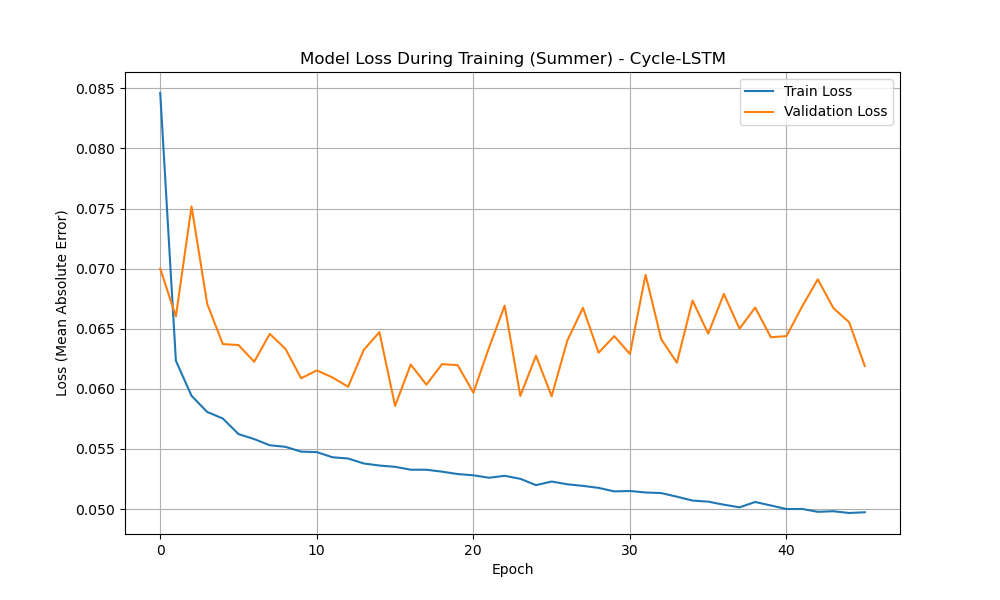 Model Loss During Training (Summer) - Cycle-LSTM
Train Loss
Validation Loss
0.085
0.080
0.075
0.070
0.065
0.060
0.055
0.050
Loss (Mean Absolute Error)
0 10 20 30 40
Epoch